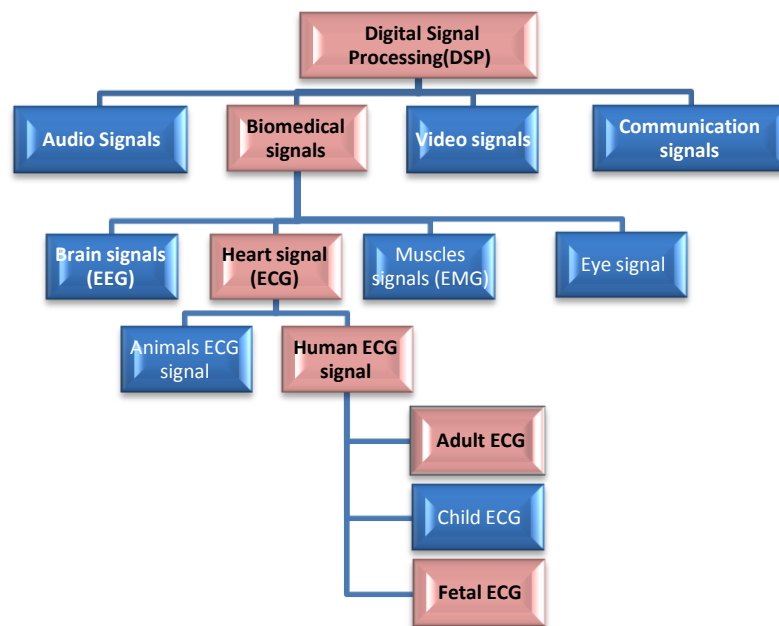 Digital Signal
Processing(DSP)
Audio Signals
Biomedical
signals
Video signals
Communication
signals
Brain signals
(EEG)
Heart signal
(ECG)
Muscles
signals (EMG)
Eye signal
Animals ECG
signal
Human ECG
signal
Adult ECG
Child ECG
Fetal ECG